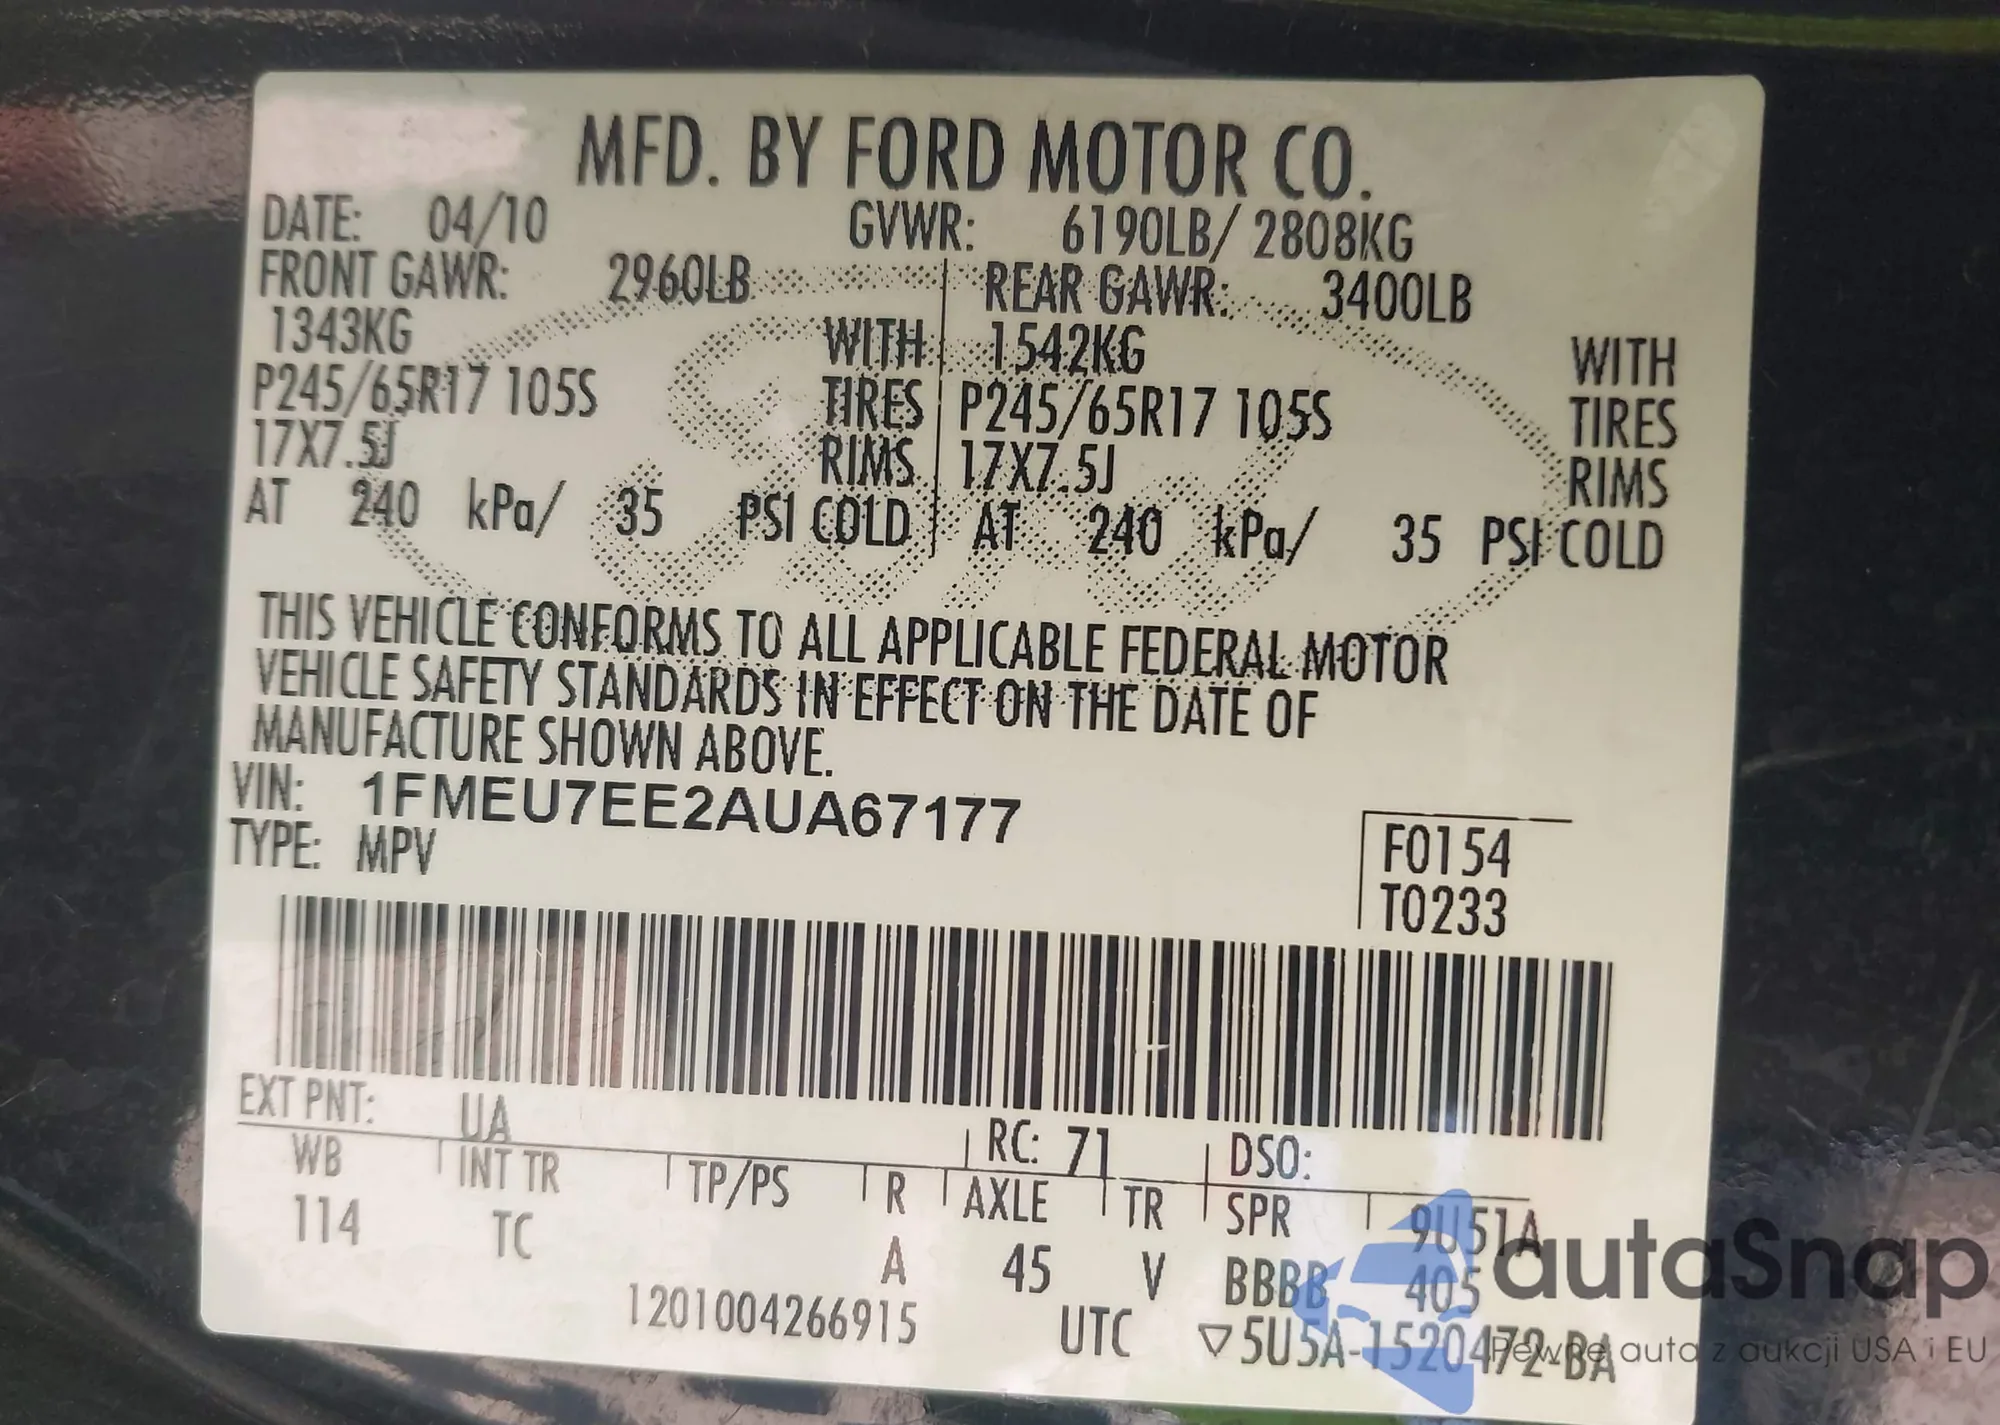 MFD. BY FORD MOTOR CO.
DATE: 04/10 GVWR: 6190LB/ 2808KG
FRONT GAWR: 2960LB REAR GAWR: 3400LB
1343KG WITH 1542KG WITH
P245/65R17 105S TIRES P245/65R17 105S TIRES
17X7.5J RIMS 17X7.5J RIMS
AT 240 kPa/ 35 PSI COLD AT 240 kPa/ 35 PSI COLD
THIS VEHICLE CONFORMS TO ALL APPLICABLE FEDERAL MOTOR
VEHICLE SAFETY STANDARDS IN EFFECT ON THE DATE OF
MANUFACTURE SHOWN ABOVE.
VIN: 1FMEU7EE2AUA67177
TYPE: MPV
F0154
T0233
EXT PNT: UA RC: 71 DSO:
WB INT TR TP/PS R AXLE TR SPR 9U51A
114 TC A 45 V BBBB 405
1201004266915 UTC ▽5U5A-1520472-BA
autaSnap
Pewne auta z aukcji USA i EU